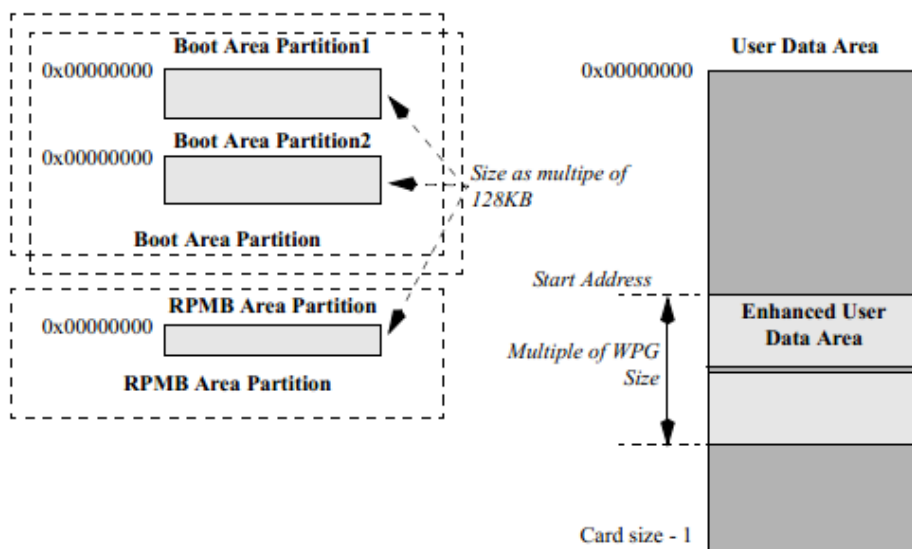 Boot Area Partition1
0x00000000
Boot Area Partition2
0x00000000
Size as multipe of
128KB
Boot Area Partition
RPMB Area Partition
0x00000000
RPMB Area Partition
User Data Area
0x00000000
Start Address
Enhanced User
Data Area
Multiple of WPG
Size
Card size - 1